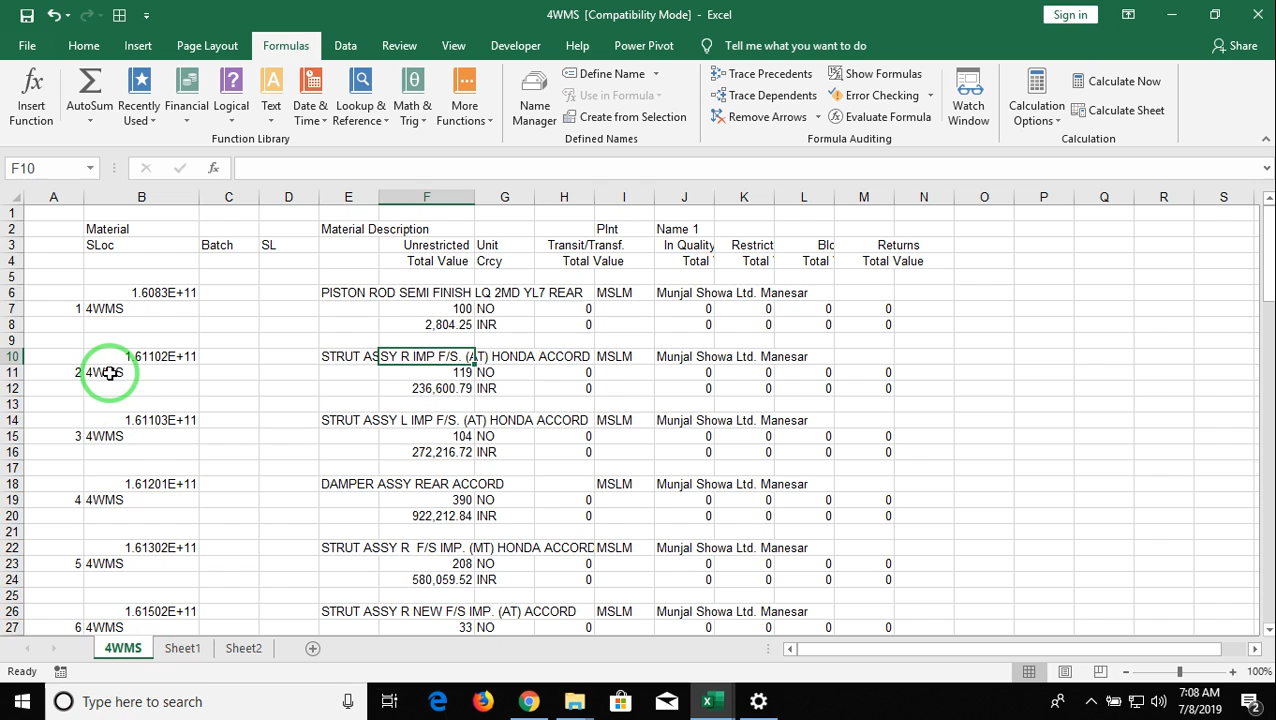 4WMS [Compatibility Mode] - Excel
Sign in
File Home Insert Page Layout Formulas Data Review View Developer Help Power Pivot Tell me what you want to do Share
Insert Function
AutoSum
Recently Used
Financial
Logical
Text
Date & Time
Lookup & Reference
Math & Trig
More Functions
Function Library
Name Manager
Define Name
Use in Formula
Create from Selection
Defined Names
Trace Precedents
Trace Dependents
Remove Arrows
Show Formulas
Error Checking
Evaluate Formula
Formula Auditing
Watch Window
Calculation Options
Calculate Now
Calculate Sheet
Calculation
F10 fx
A B C D E F G H I J K L M N O P Q R S
1
2 Material Material Description Plnt Name 1
3 SLoc Batch SL Unrestricted Unit Transit/Transf. In Quality Restrict Blo Returns
4 Total Value Crcy Total Value Total Total Total Total Value
5
6 1.6083E+11 PISTON ROD SEMI FINISH LQ 2MD YL7 REAR MSLM Munjal Showa Ltd. Manesar
7 1 4WMS 100 NO 0 0 0 0 0
8 2,804.25 INR 0 0 0 0 0
9
10 1.61102E+11 STRUT ASSY R IMP F/S. (AT) HONDA ACCORD MSLM Munjal Showa Ltd. Manesar
11 2 4WMS 119 NO 0 0 0 0 0
12 236,600.79 INR 0 0 0 0 0
13
14 1.61103E+11 STRUT ASSY L IMP F/S. (AT) HONDA ACCORD MSLM Munjal Showa Ltd. Manesar
15 3 4WMS 104 NO 0 0 0 0 0
16 272,216.72 INR 0 0 0 0 0
17
18 1.61201E+11 DAMPER ASSY REAR ACCORD MSLM Munjal Showa Ltd. Manesar
19 4 4WMS 390 NO 0 0 0 0 0
20 922,212.84 INR 0 0 0 0 0
21
22 1.61302E+11 STRUT ASSY R F/S IMP. (MT) HONDA ACCORD MSLM Munjal Showa Ltd. Manesar
23 5 4WMS 208 NO 0 0 0 0 0
24 580,059.52 INR 0 0 0 0 0
25
26 1.61502E+11 STRUT ASSY R NEW F/S IMP. (AT) ACCORD MSLM Munjal Showa Ltd. Manesar
27 6 4WMS 33 NO 0 0 0 0 0
4WMS Sheet1 Sheet2
Ready 100%
Type here to search
7:08 AM
7/8/2019
2